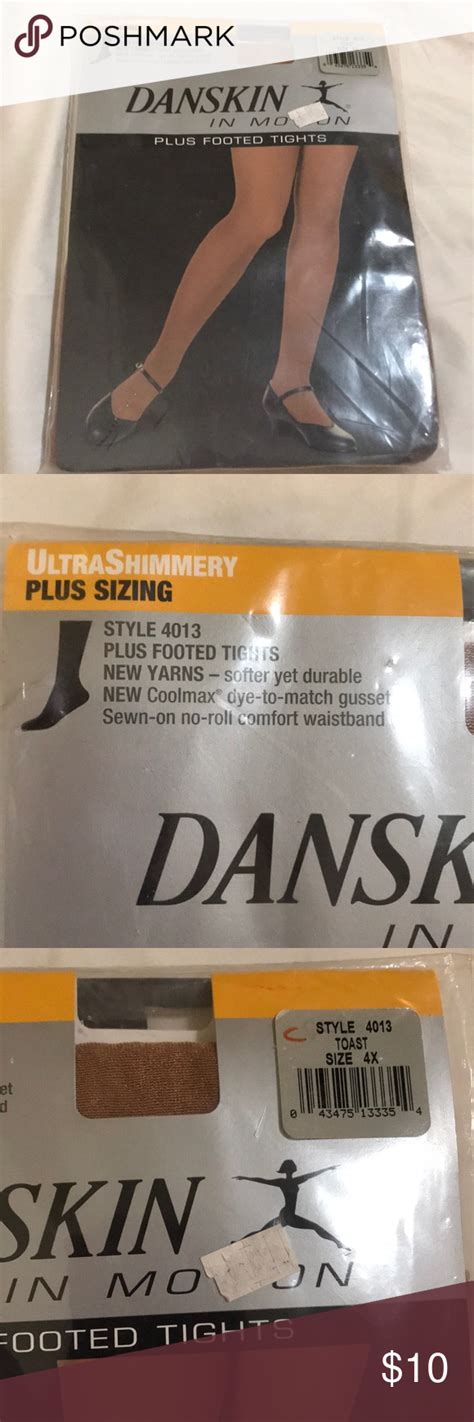 POSHMARK
DANSKIN
IN MOTION
PLUS FOOTED TIGHTS
ULTRASHIMMERY
PLUS SIZING
STYLE 4013
PLUS FOOTED TIGHTS
NEW YARNS – softer yet durable
NEW Coolmax® dye-to-match gusset
Sewn-on no-roll comfort waistband
DANSK
IN
STYLE 4013
TOAST
SIZE 4X
0 43475 13335 4
et
d
SKIN
IN MOTION
FOOTED TIGHTS
$10